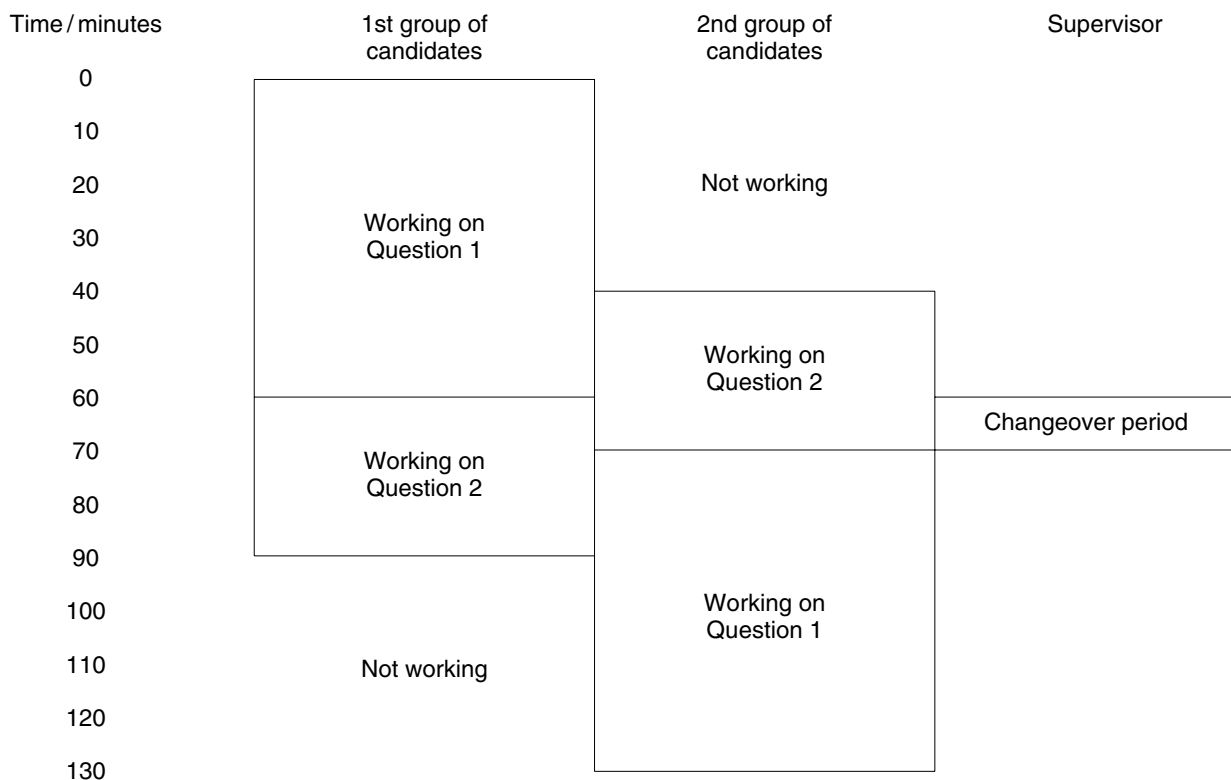 Time / minutes
1st group of
candidates
2nd group of
candidates
Supervisor
0
10
20
30
40
50
60
70
80
90
100
110
120
130
Working on
Question 1
Working on
Question 2
Not working
Not working
Working on
Question 2
Working on
Question 1
Changeover period